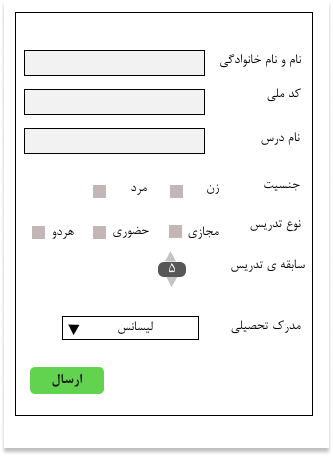 نام و نام خانوادگی
کد ملی
نام درس
جنسیت زن مرد
نوع تدریس مجازی حضوری هردو
سابقه ی تدریس ۵
مدرک تحصیلی لیسانس
ارسال